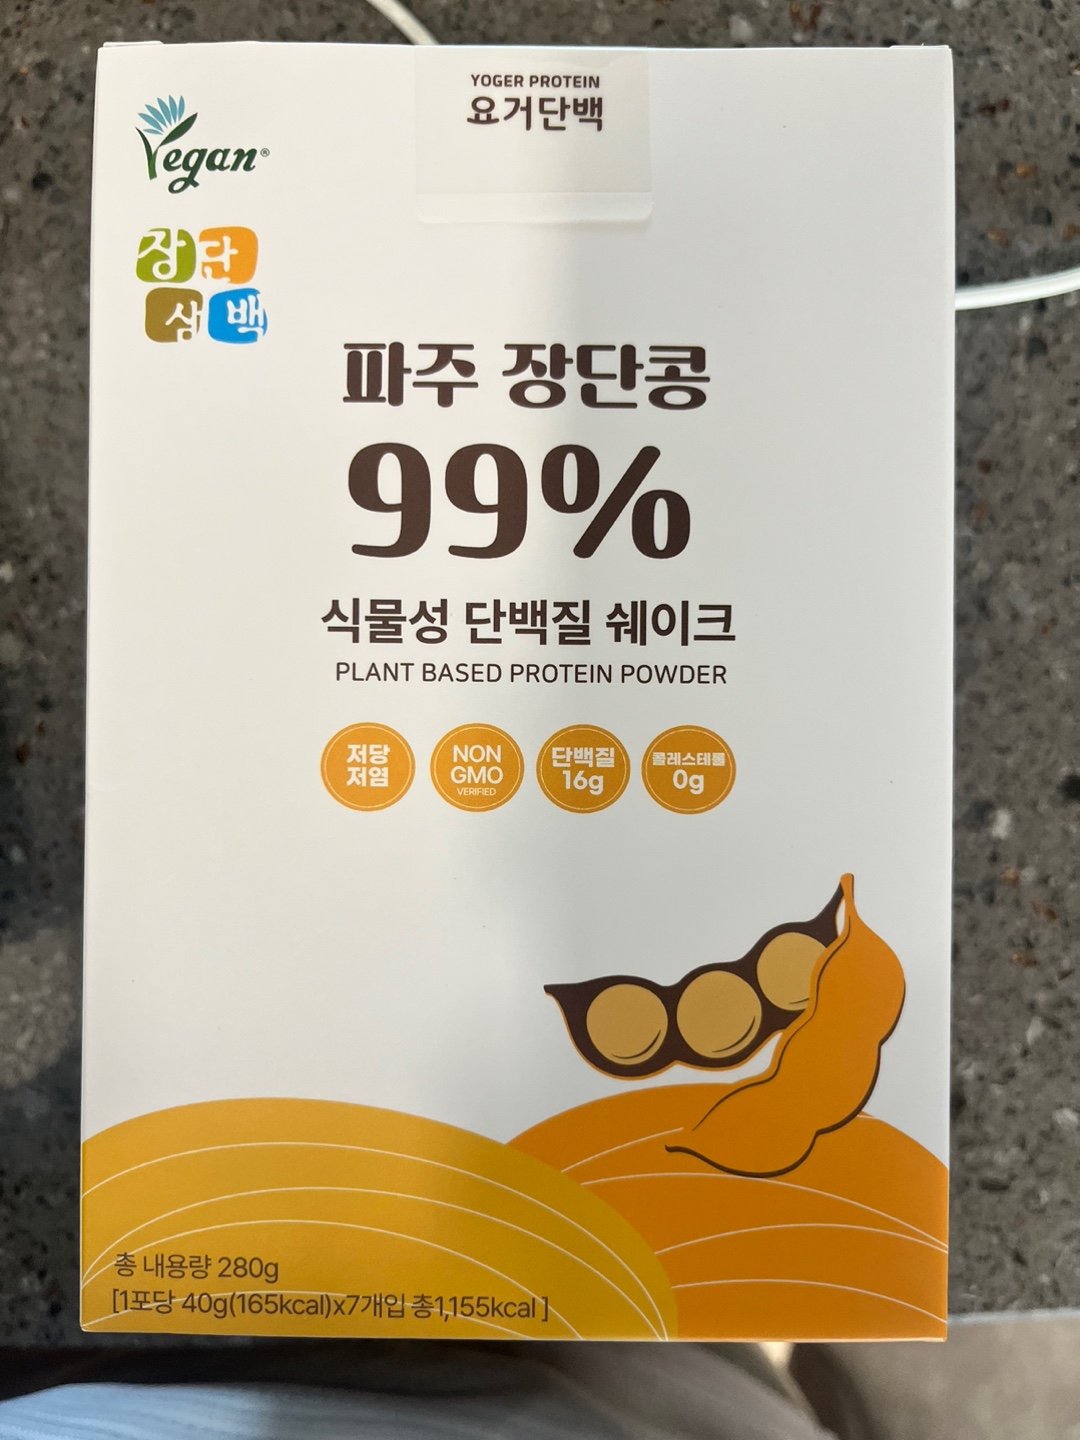 YOGER PROTEIN
요거단백
Vegan®
장단
삼백
파주 장단콩
99%
식물성 단백질 쉐이크
PLANT BASED PROTEIN POWDER
저당
저염
NON
GMO
VERIFIED
단백질
16g
콜레스테롤
0g
총 내용량 280g
[1포당 40g(165kcal)x7개입 총1,155kcal]